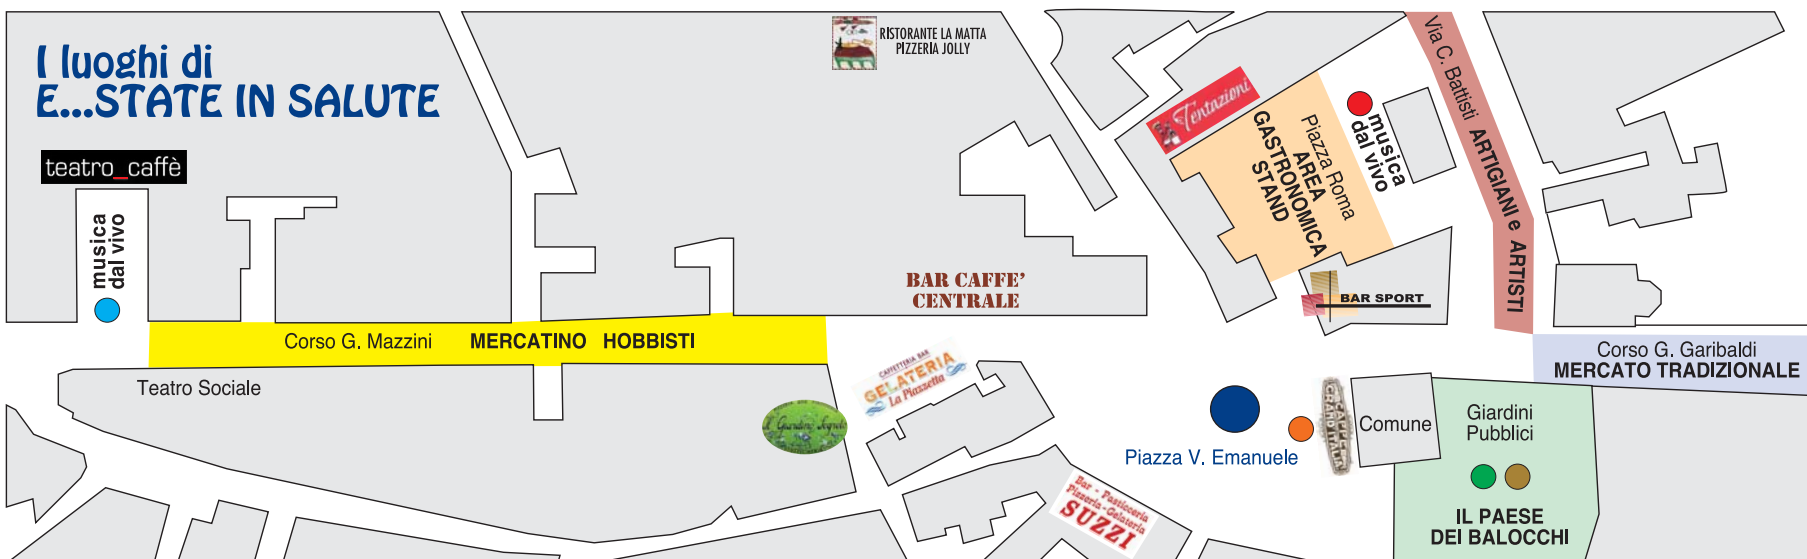 I luoghi di
E...STATE IN SALUTE
teatro_caffè
musica
dal vivo
Corso G. Mazzini MERCATINO HOBBISTI
Teatro Sociale
RISTORANTE LA MATTA
PIZZERIA JOLLY
BAR CAFFE'
CENTRALE
CAFFETTERIA BAR
GELATERIA
La Piazzetta
Il Giardino Segreto
Bar - Pasticceria
Pizzeria - Gelateria
SUZZI
Tentazioni
Piazza Roma
AREA
GASTRONOMICA
STAND
musica
dal vivo
BAR SPORT
Via C. Battisti ARTIGIANI e ARTISTI
Corso G. Garibaldi
MERCATO TRADIZIONALE
Piazza V. Emanuele
Comune
Giardini
Pubblici
IL PAESE
DEI BALOCCHI